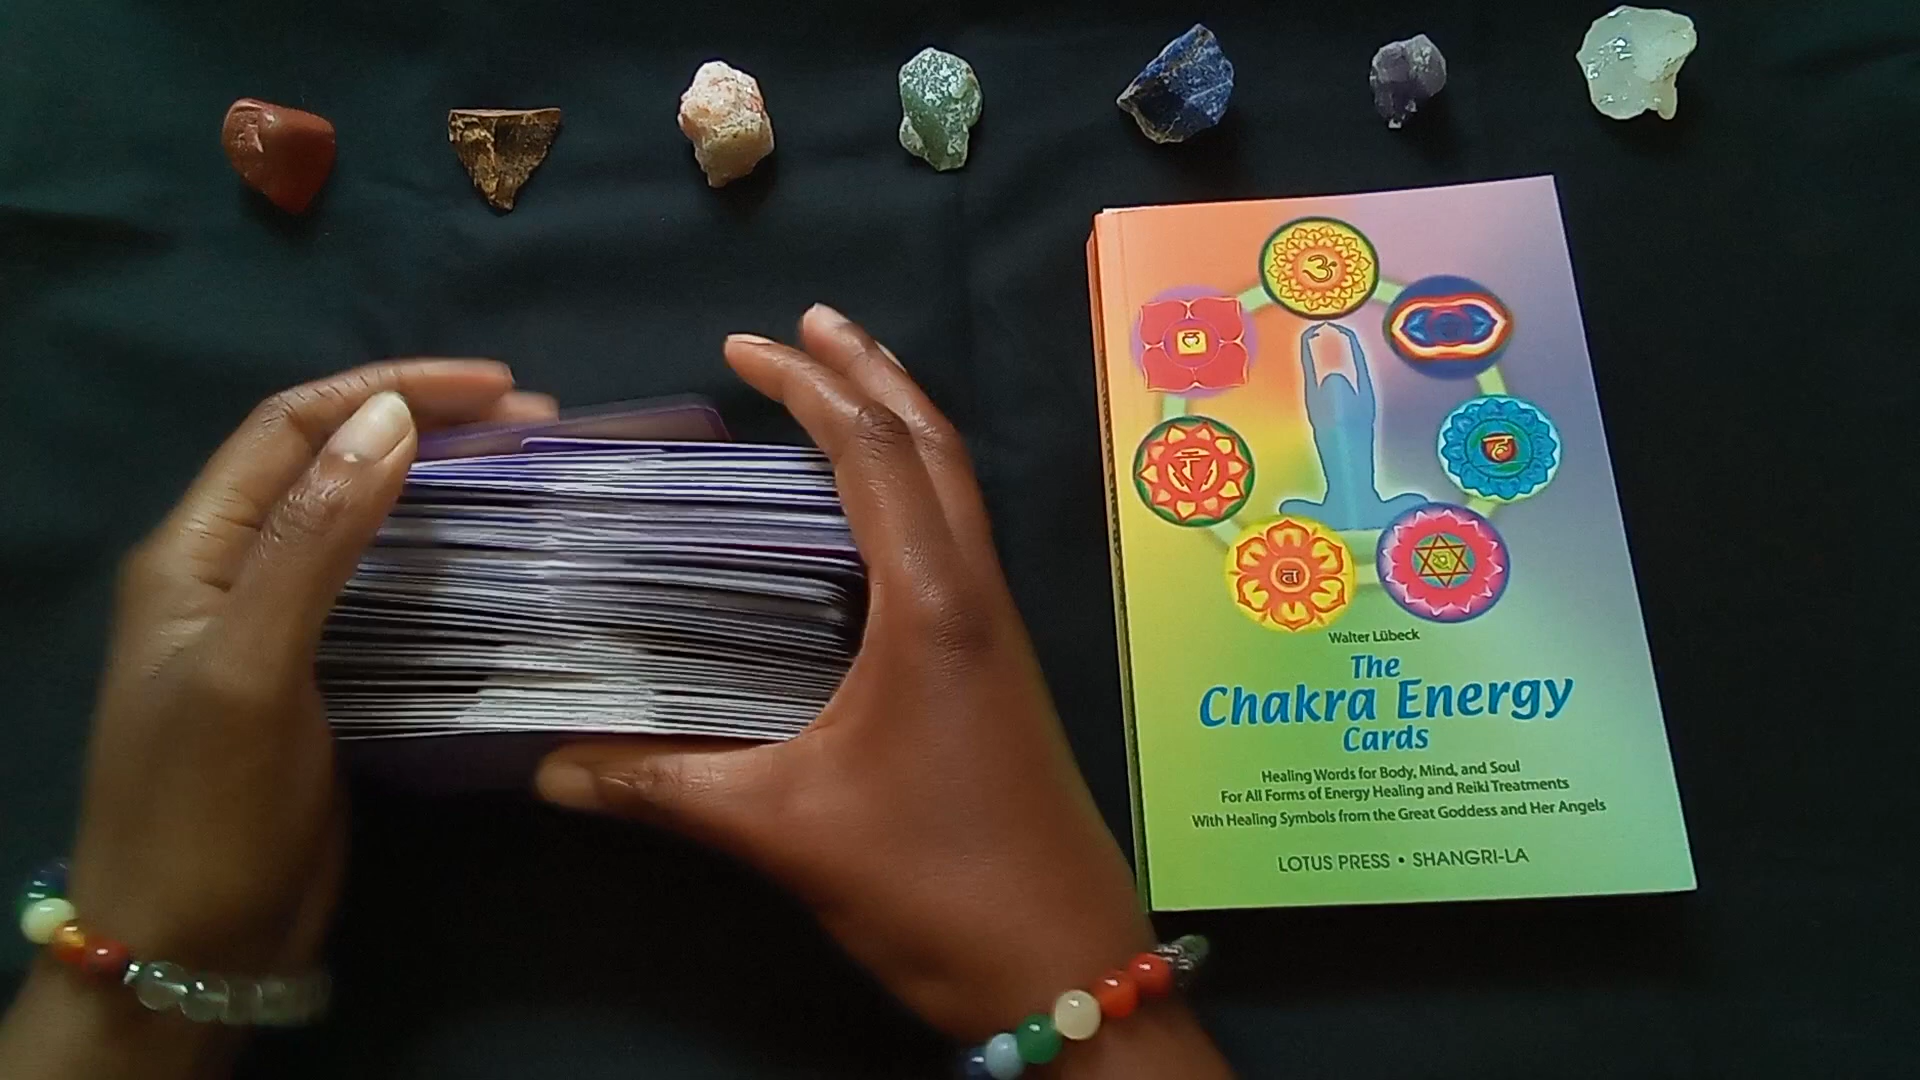 ॐ
Walter Lübeck
The
Chakra Energy
Cards
Healing Words for Body, Mind, and Soul
For All Forms of Energy Healing and Reiki Treatments
With Healing Symbols from the Great Goddess and Her Angels
LOTUS PRESS • SHANGRI-LA